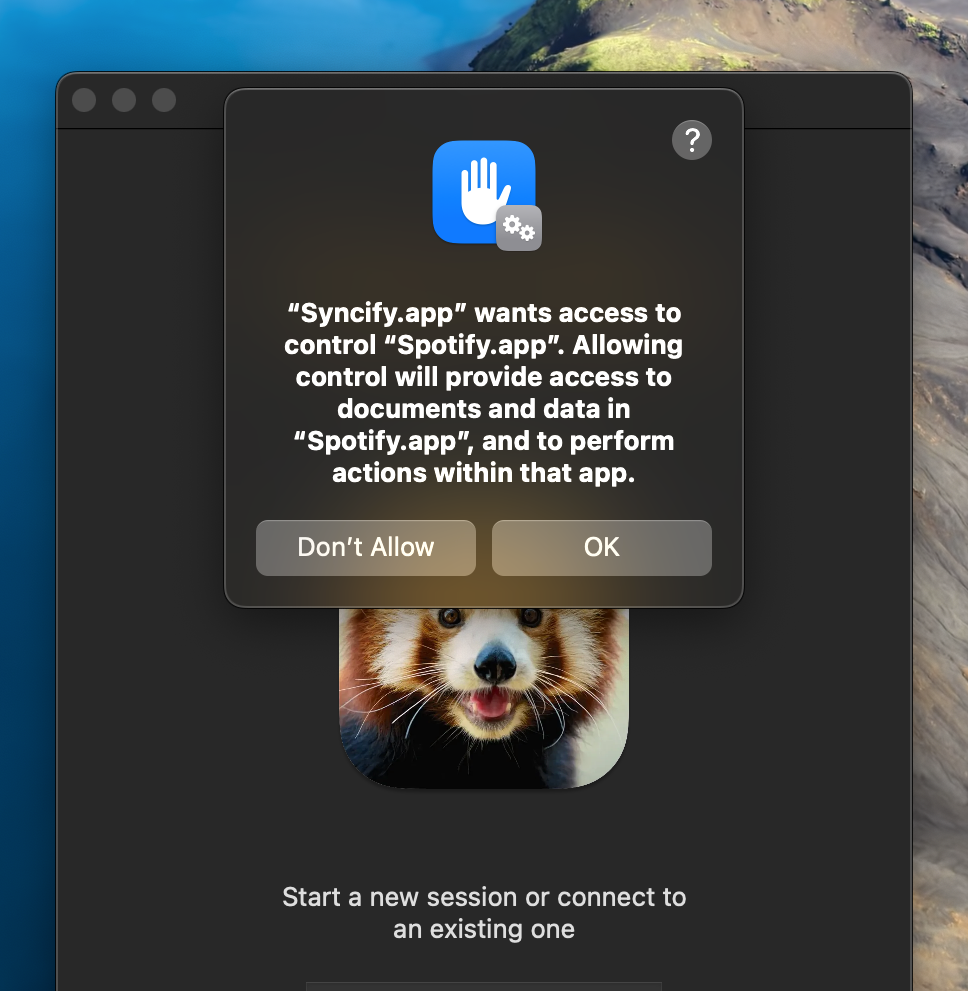 ?
“Syncify.app” wants access to
control “Spotify.app”. Allowing
control will provide access to
documents and data in
“Spotify.app”, and to perform
actions within that app.
Don’t Allow
OK
Start a new session or connect to
an existing one